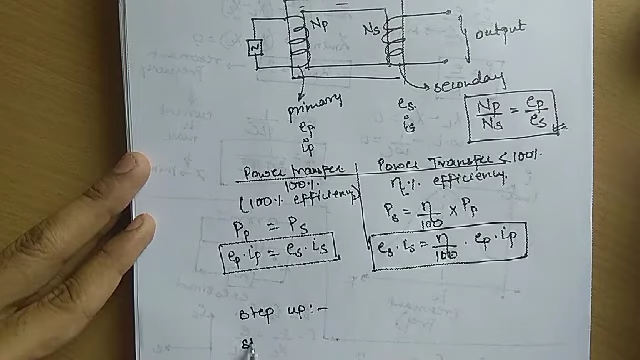 Np Ns
output
secondary
primary
ep es
ip is
Np/Ns = ep/es
Power transfer
100%
(100% efficiency)
Pp = Ps
ep . ip = es . is
Power Transfer < 100%
η% efficiency
Ps = η/100 × Pp
es . is = η/100 . ep . ip
Step up :-